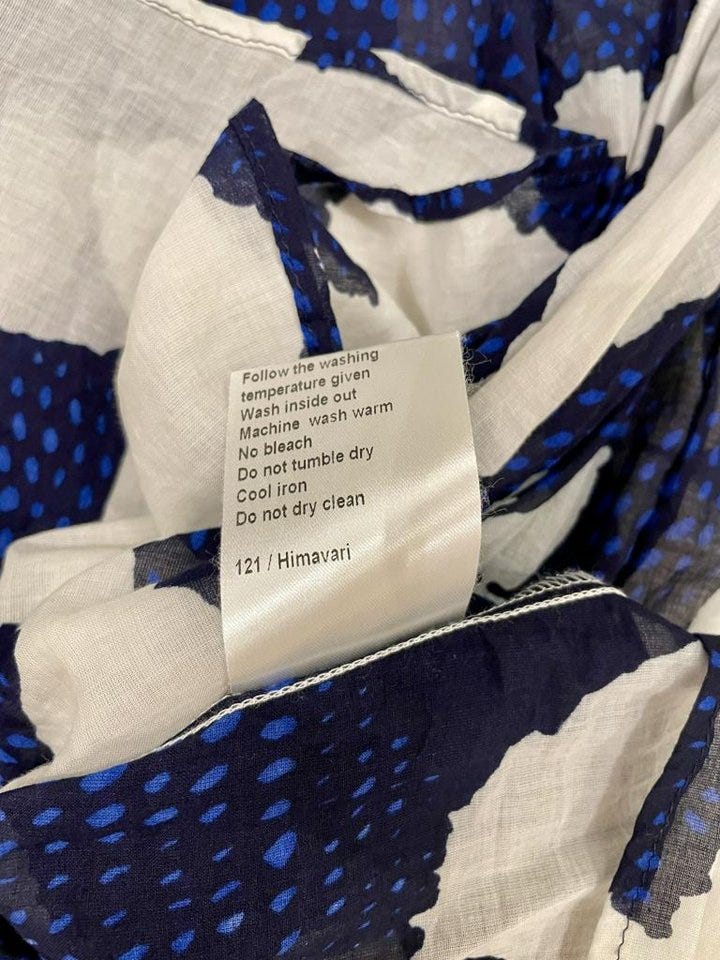 Follow the washing
temperature given
Wash inside out
Machine wash warm
No bleach
Do not tumble dry
Cool iron
Do not dry clean
121 / Himavari